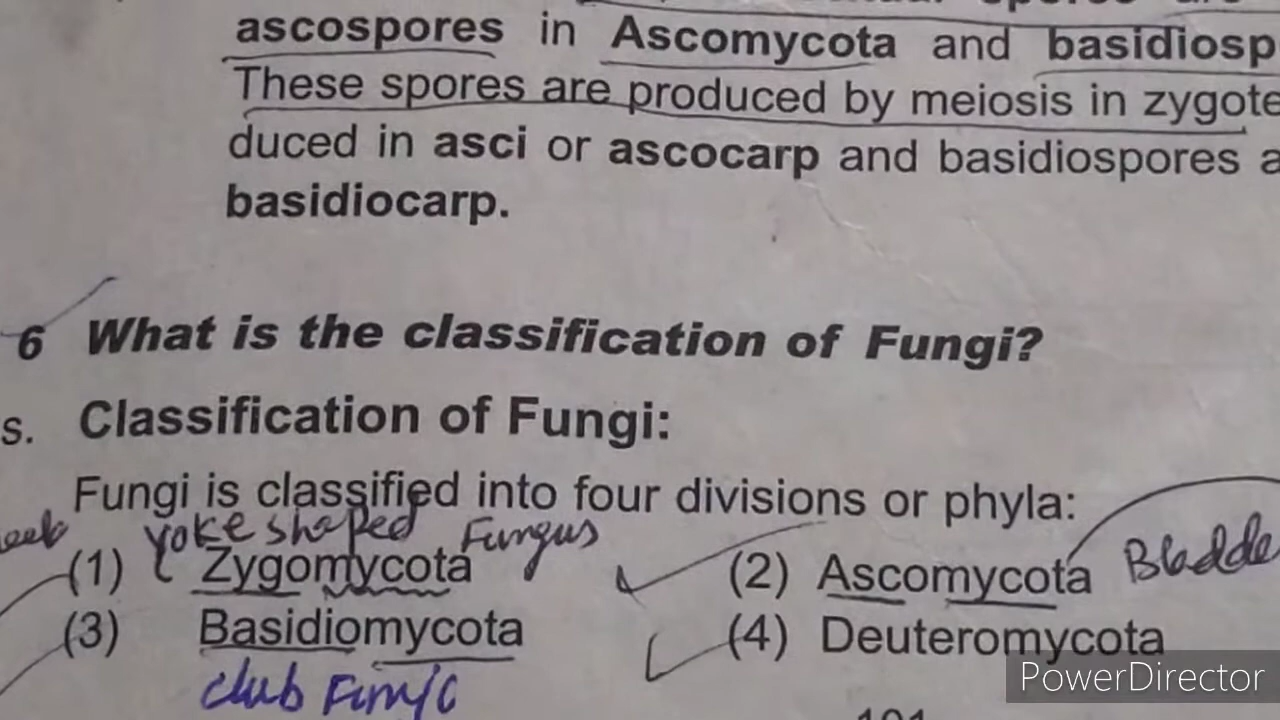 ascospores in Ascomycota and basidiosp
These spores are produced by meiosis in zygote
duced in asci or ascocarp and basidiospores a
basidiocarp.
6 What is the classification of Fungi?
s. Classification of Fungi:
Fungi is classified into four divisions or phyla:
Yoke shaped Fungus
(1) Zygomycota (2) Ascomycota Bladde
(3) Basidiomycota (4) Deuteromycota
club
PowerDirector